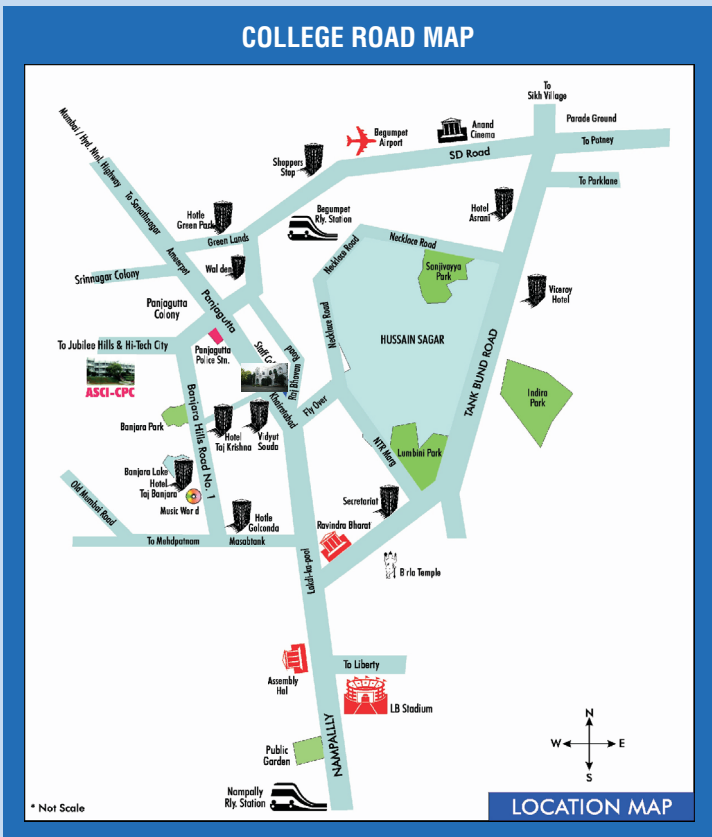 COLLEGE ROAD MAP
To
Sikh Village
Parade Ground
To Patney
Mumbai / Hyd. Ntnl. Highway
Begumpet
Airport
Anand
Cinema
SD Road
Shoppers
Stop
To Parklane
To Sanathnagar
Hotle
Green Park
Begumpet
Rly. Station
Hotel
Asrani
Green Lands
Necklace Road
Necklace Road
Ameerpet
Srinnagar Colony
Wal den
Sanjivayya
Park
Panjagutta
Colony
Panjagutta
Necklace Road
Viceroy
Hotel
To Jubilee Hills & Hi-Tech City
Panjagutta
Police Stn.
Raj Bhavan Road
HUSSAIN SAGAR
TANK BUND ROAD
ASCI-CPC
Indira
Park
Khairatabad
Fly Over
Banjara Park
Banjara Hills Road No. 1
Hotel
Taj Krishna
Vidyut
Souda
NTR Marg
Lumbini Park
Banjara Lake
Hotel
Taj Banjara
Music Wor d
Old Mumbai Road
Secretariat
Hotle
Golconda
Ravindra Bharat
To Mehdpatnam
Masabtank
Lakdi-ka-pool
B rla Temple
Assembly
Hal
To Liberty
LB Stadium
Public
Garden
NAMPALLLY
Nampally
Rly. Station
N
W
E
S
* Not Scale
LOCATION MAP